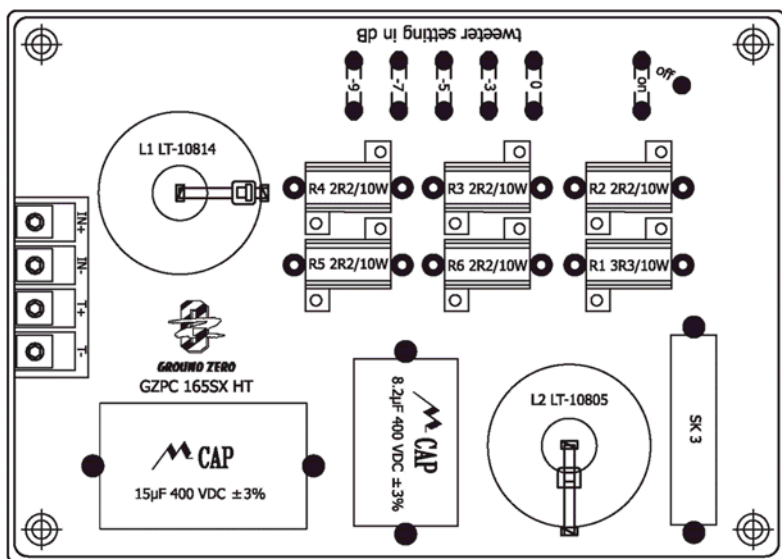 tweeter setting in dB
-9
-7
-5
-3
0
on
off
L1 LT-10814
R4 2R2/10W
R3 2R2/10W
R2 2R2/10W
R5 2R2/10W
R6 2R2/10W
R1 3R3/10W
IN+
IN-
T+
T-
GROUND ZERO
GZPC 165SX HT
CAP
15µF 400 VDC ±3%
CAP
8.2µF 400 VDC ±3%
L2 LT-10805
SK 3